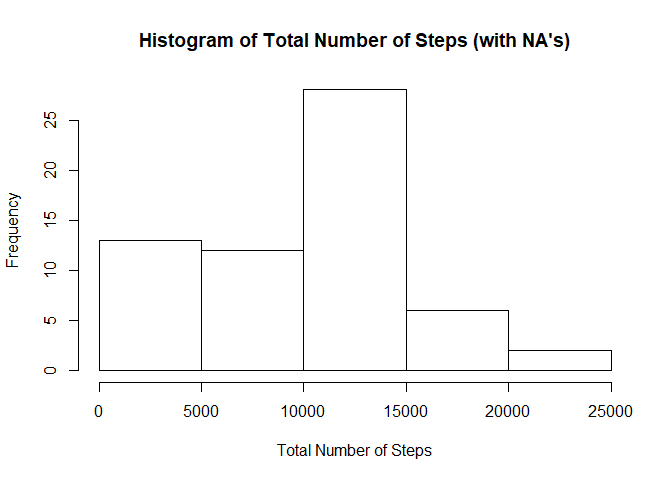 Histogram of Total Number of Steps (with NA's)
Frequency
25
20
15
10
5
0
0 5000 10000 15000 20000 25000
Total Number of Steps